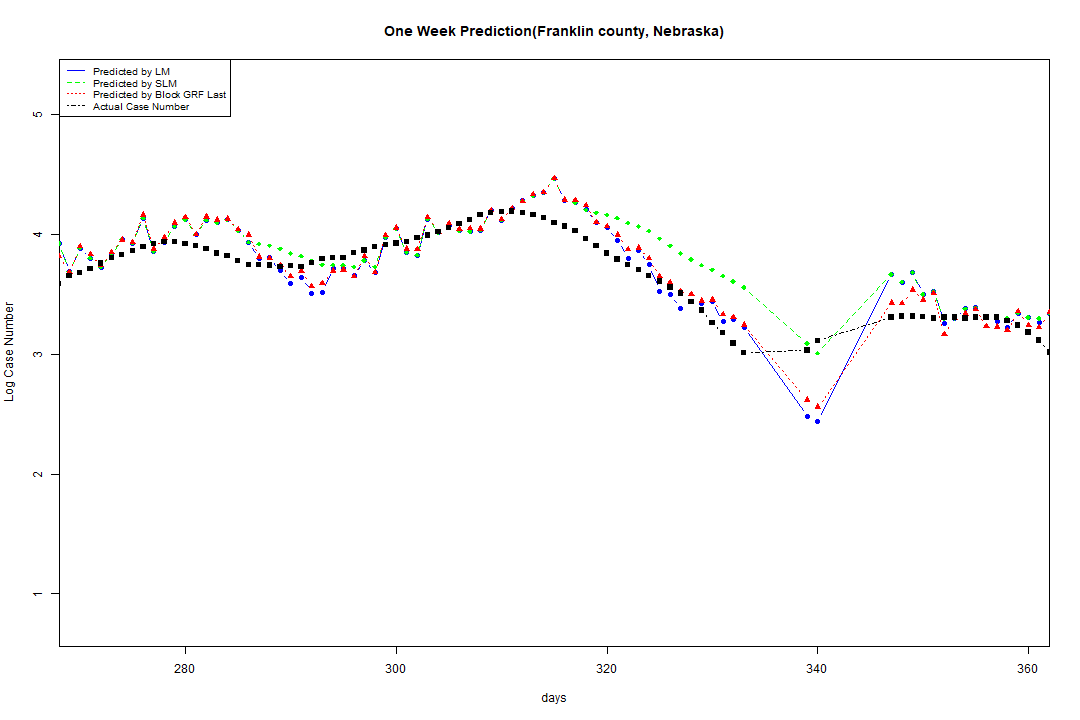 One Week Prediction(Franklin county, Nebraska)
Predicted by LM
Predicted by SLM
Predicted by Block GRF Last
Actual Case Number
5
4
3
2
1
Log Case Number
280 300 320 340 360
days